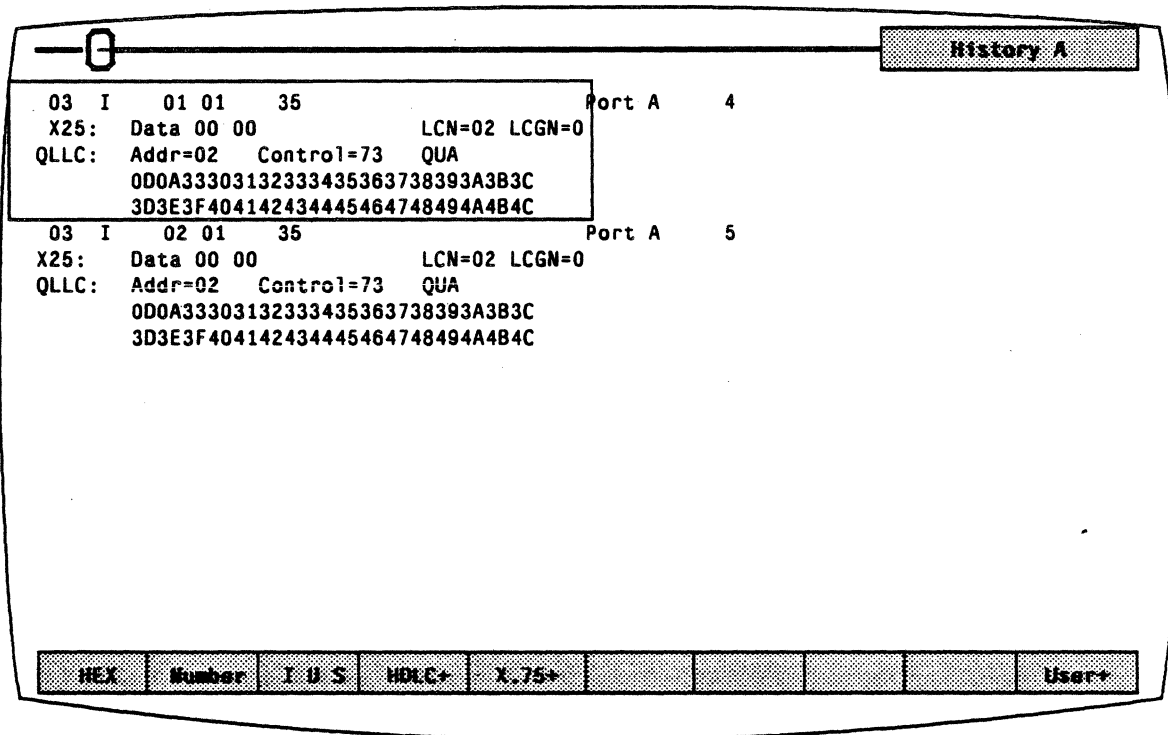 History A
03 I 01 01 35 Port A 4
X25: Data 00 00 LCN=02 LCGN=0
QLLC: Addr=02 Control=73 QUA
0D0A33303132333435363738393A3B3C
3D3E3F404142434445464748494A4B4C
03 I 02 01 35 Port A 5
X25: Data 00 00 LCN=02 LCGN=0
QLLC: Addr=02 Control=73 QUA
0D0A33303132333435363738393A3B3C
3D3E3F404142434445464748494A4B4C
HEX Number I U S HDLC+ X.75+ User+